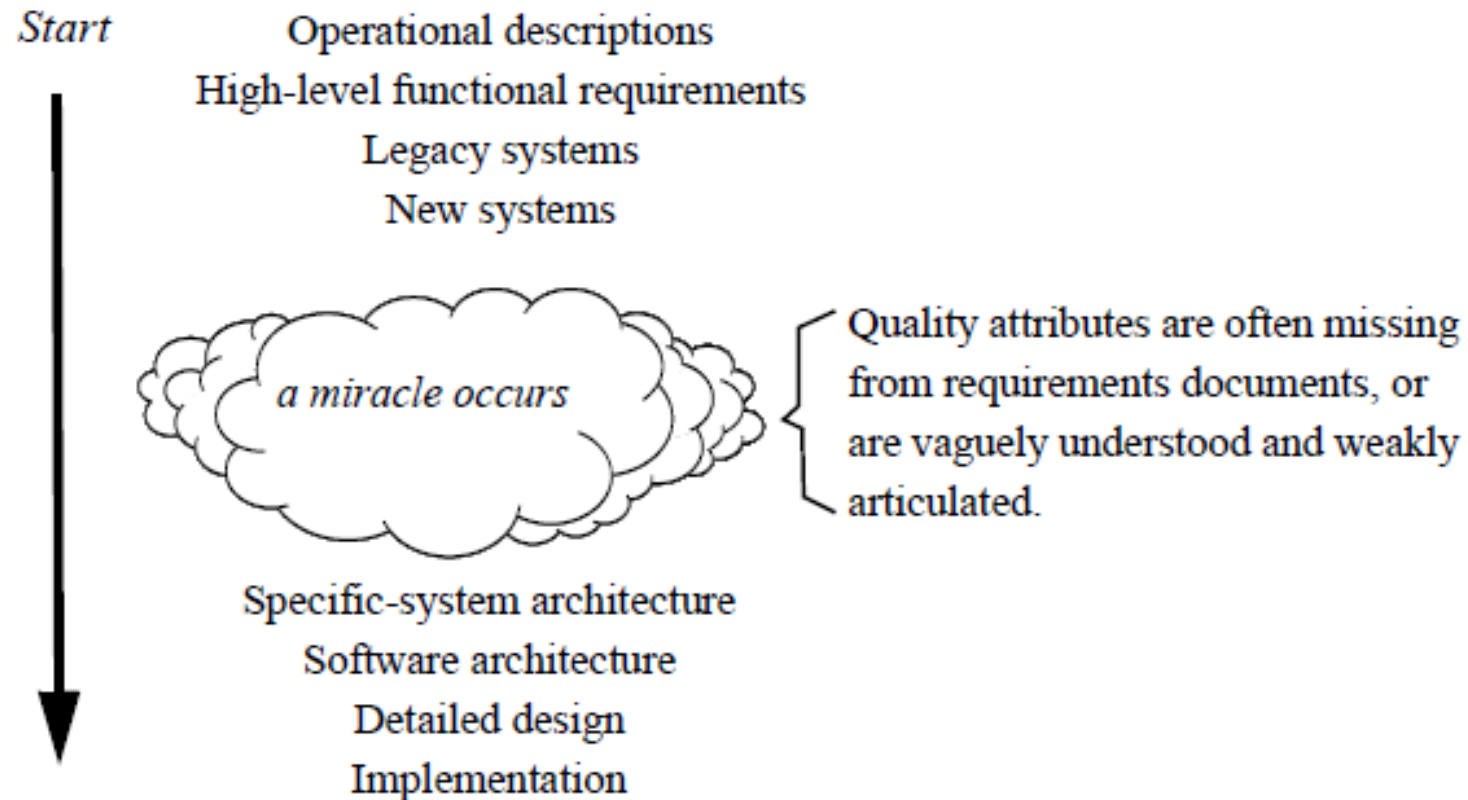 Start
Operational descriptions
High-level functional requirements
Legacy systems
New systems
a miracle occurs
Quality attributes are often missing
from requirements documents, or
are vaguely understood and weakly
articulated.
Specific-system architecture
Software architecture
Detailed design
Implementation